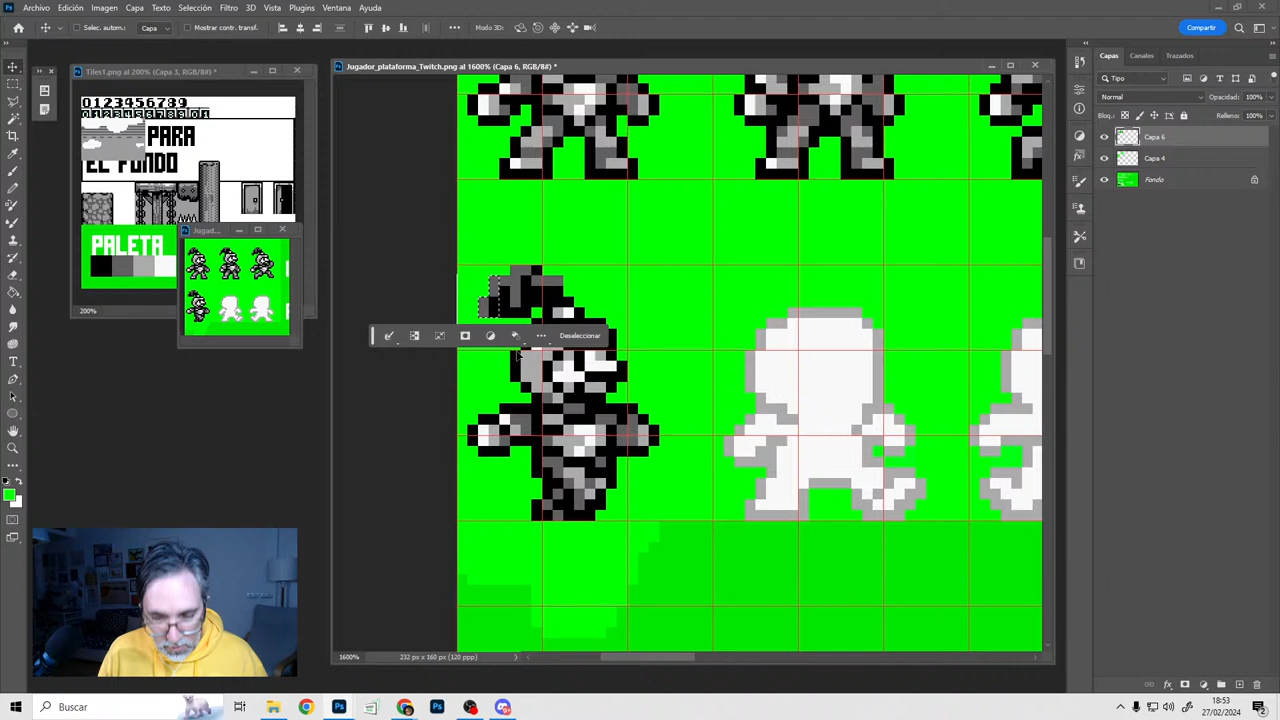 Archivo Edición Imagen Capa Texto Selección Filtro 3D Vista Plugins Ventana Ayuda
Selec. autom.: Capa Mostrar contr. transf. Modo 3D: Compartir
Tiles1.png al 200% (Capa 3, RGB/8#) *
Jugador_plataforma_Twitch.png al 1600% (Capa 6, RGB/8#) *
Capas Canales Trazados
Tipo
Normal Opacidad: 100%
Bloq.: Relleno: 100%
Capa 6
Capa 4
Fondo
0123456789
PARA
EL FONDO
PALETA
Jugad...
200%
Deseleccionar
1600% 232 px x 160 px (120 ppp)
Buscar
18:53
27/02/2024
2